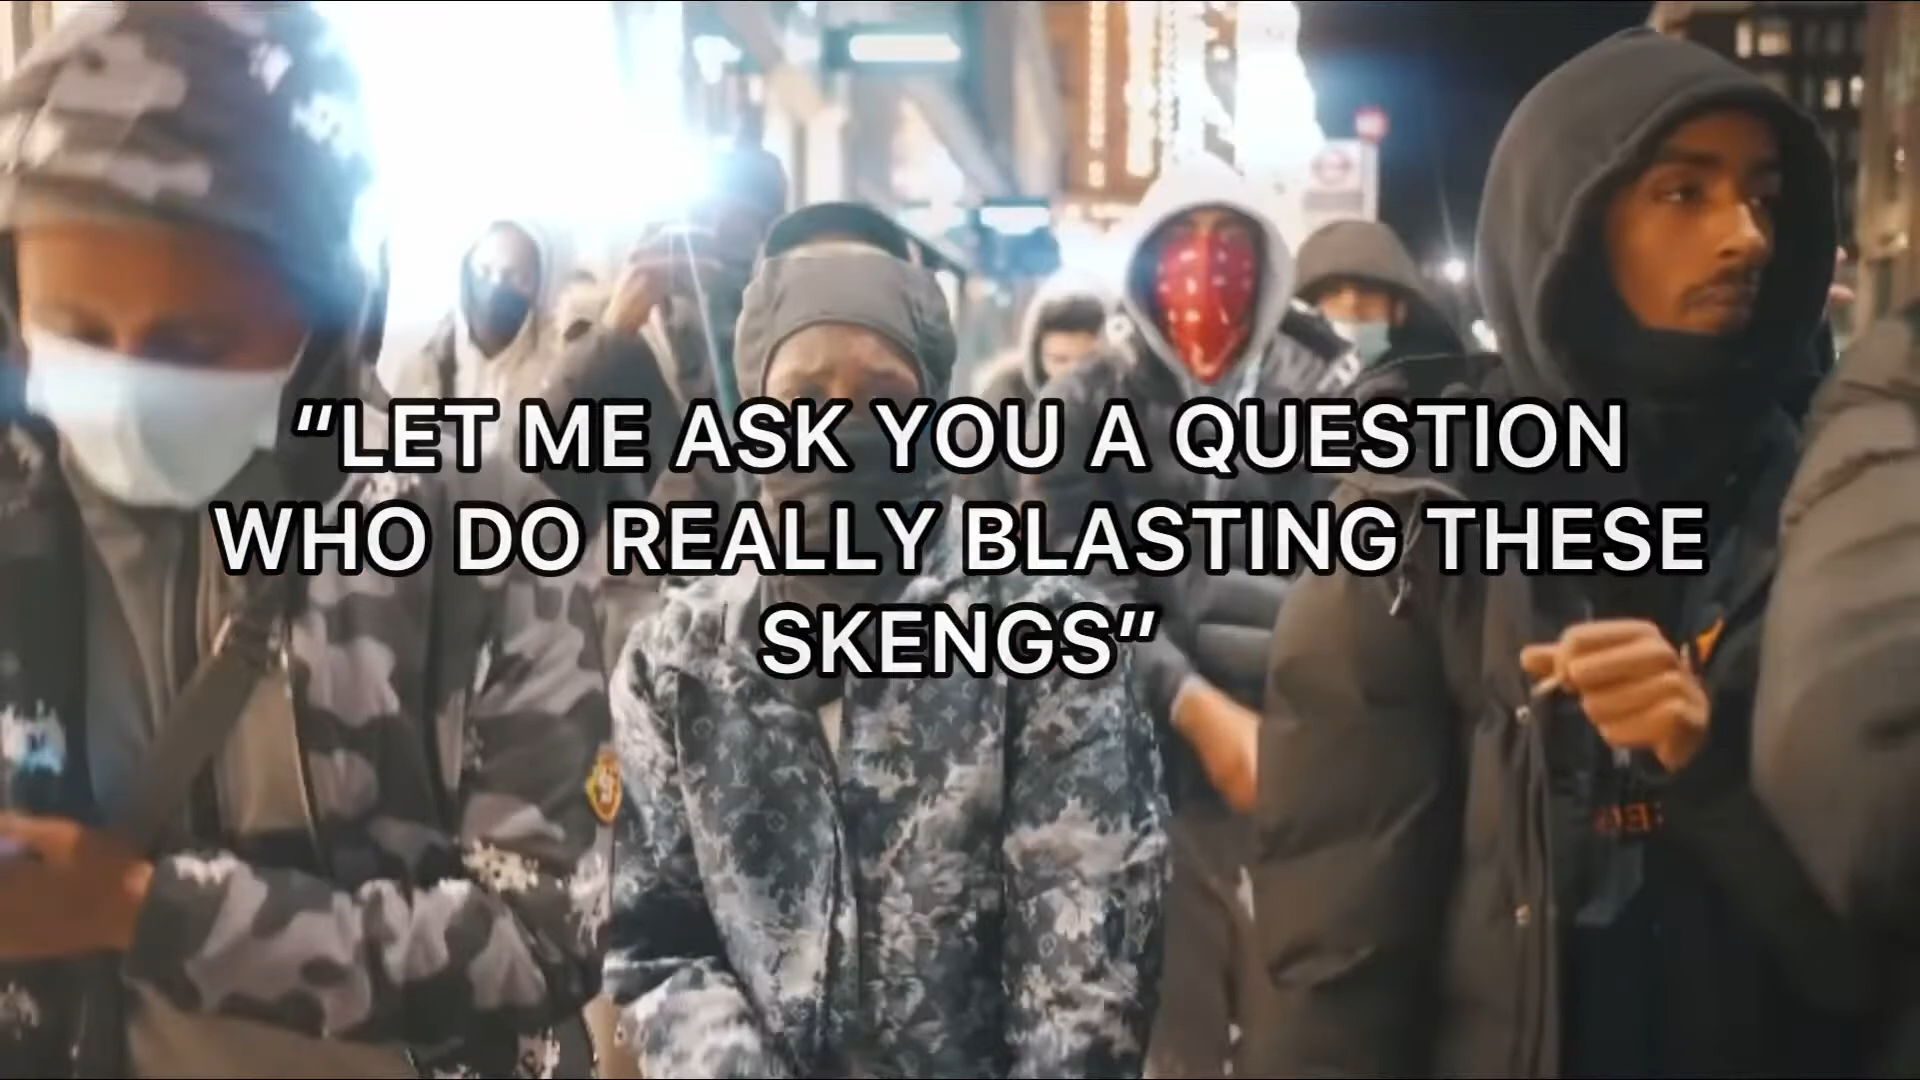 “LET ME ASK YOU A QUESTION
WHO DO REALLY BLASTING THESE
SKENGS”